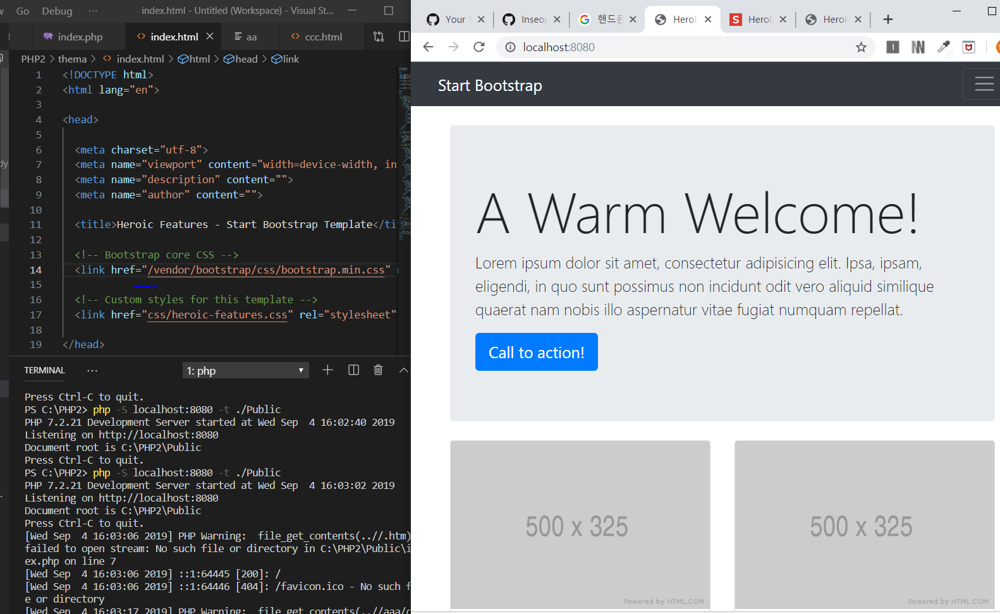 Go Debug ··· index.html - Untitled (Workspace) - Visual St...
index.php index.html aa ccc.html
PHP2 > thema > index.html > html > head > link
1 <!DOCTYPE html>
2 <html lang="en">
3
4 <head>
5
6 <meta charset="utf-8">
7 <meta name="viewport" content="width=device-width, in
8 <meta name="description" content="">
9 <meta name="author" content="">
10
11 <title>Heroic Features - Start Bootstrap Template</ti
12
13 <!-- Bootstrap core CSS -->
14 <link href="/vendor/bootstrap/css/bootstrap.min.css"
15
16 <!-- Custom styles for this template -->
17 <link href="css/heroic-features.css" rel="stylesheet"
18
19 </head>
TERMINAL ··· 1: php
Press Ctrl-C to quit.
PS C:\PHP2> php -S localhost:8080 -t ./Public
PHP 7.2.21 Development Server started at Wed Sep  4 16:02:40 2019
Listening on http://localhost:8080
Document root is C:\PHP2\Public
Press Ctrl-C to quit.
PS C:\PHP2> php -S localhost:8080 -t ./Public
PHP 7.2.21 Development Server started at Wed Sep  4 16:03:02 2019
Listening on http://localhost:8080
Document root is C:\PHP2\Public
Press Ctrl-C to quit.
[Wed Sep  4 16:03:06 2019] PHP Warning:  file_get_contents(..//.htm)
failed to open stream: No such file or directory in C:\PHP2\Public\i
ex.php on line 7
[Wed Sep  4 16:03:06 2019] ::1:64445 [200]: /
[Wed Sep  4 16:03:06 2019] ::1:64446 [404]: /favicon.ico - No such f
e or directory
[Wed Sep  4 16:03:17 2019] PHP Warning:  file_get_contents(..//aaa/c
Your Inseop 핸드폰 Heroi Heroi Heroi
localhost:8080
Start Bootstrap
A Warm Welcome!
Lorem ipsum dolor sit amet, consectetur adipisicing elit. Ipsa, ipsam,
eligendi, in quo sunt possimus non incidunt odit vero aliquid similique
quaerat nam nobis illo aspernatur vitae fugiat numquam repellat.
Call to action!
500 x 325 500 x 325
Powered by HTML.COM Powered by HTML.COM